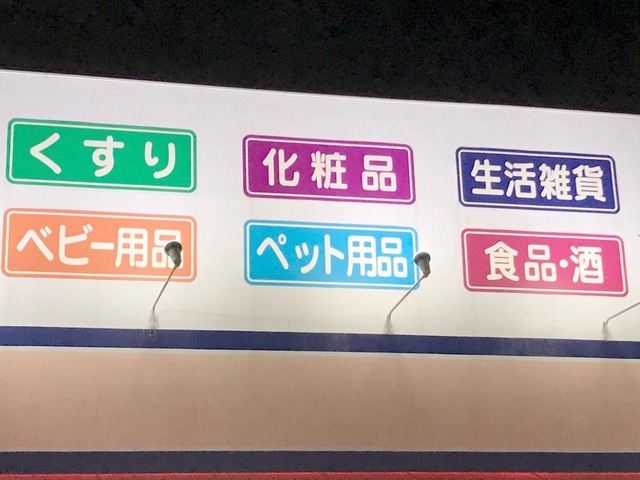 くすり
化粧品
生活雑貨
ベビー用品
ペット用品
食品・酒